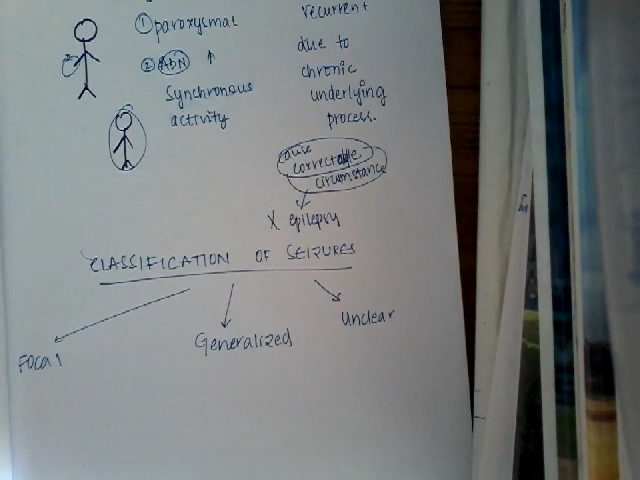 ① paroxysmal
② ABN ↑
synchronous
activity
recurrent
due to
chronic
underlying
process.
cause
correctable
circumstance
X epilepsy
CLASSIFICATION OF SEIZURES
Focal
Generalized
Unclear